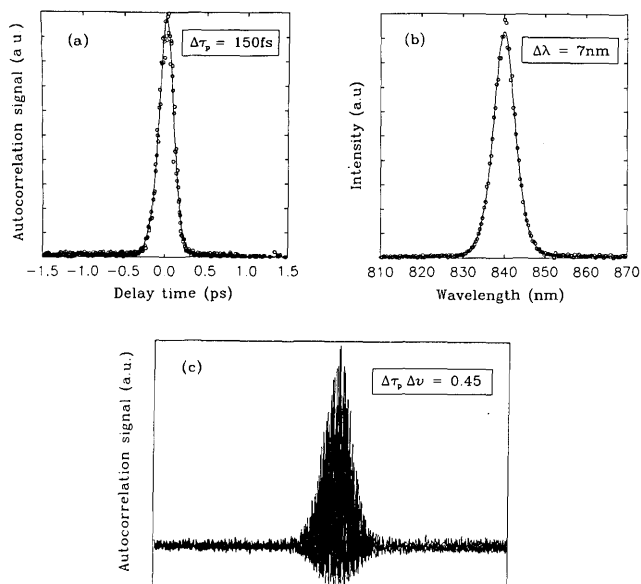 (a)
Δτp = 150fs
Autocorrelation signal (a u)
−1.5 −1.0 −0.5 0.0 0.5 1.0 1.5
Delay time (ps)
(b)
Δλ = 7nm
Intensity (a.u)
810 820 830 840 850 860 870
Wavelength (nm)
(c)
Δτp Δυ = 0.45
Autocorrelation signal (a.u.)